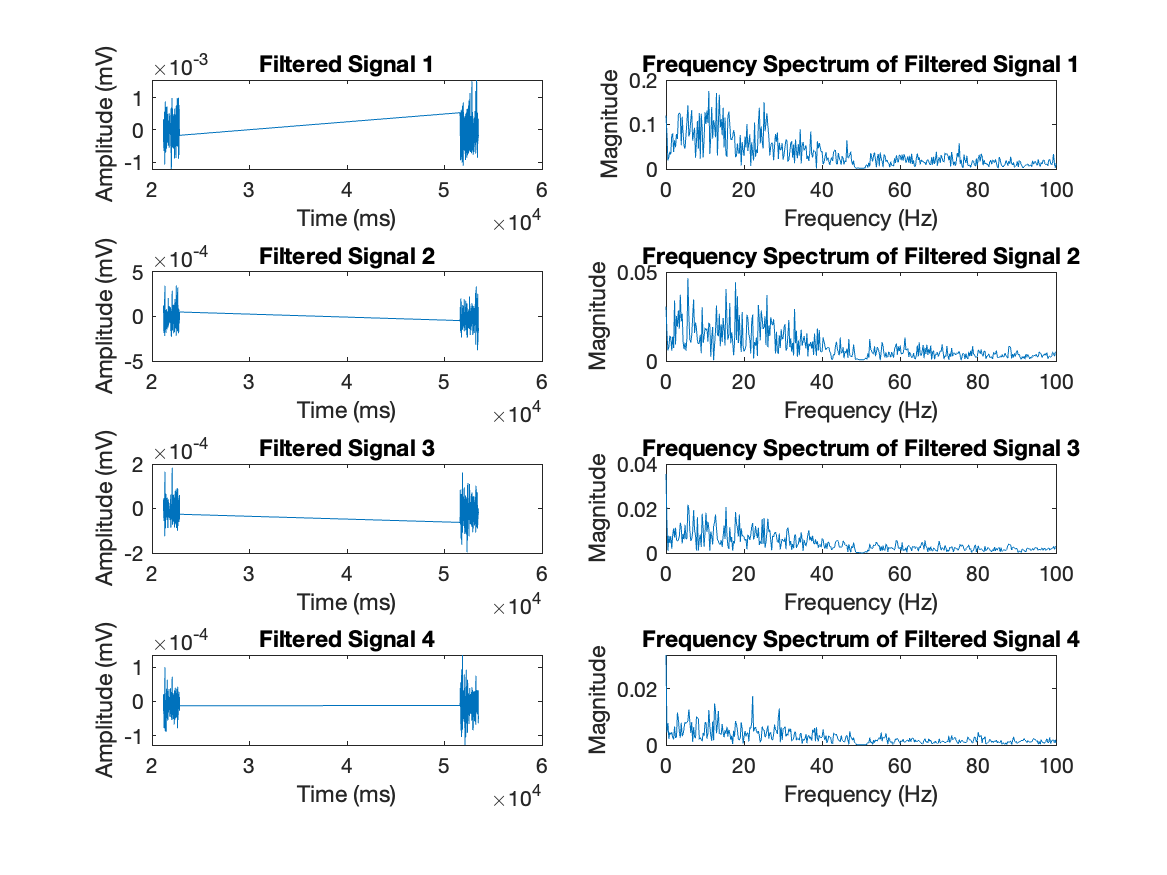 Filtered Signal 1
×10-3
Amplitude (mV)
1
0
-1
2 3 4 5 6
Time (ms)
×104
Frequency Spectrum of Filtered Signal 1
Magnitude
0.2
0.1
0
0 20 40 60 80 100
Frequency (Hz)
Filtered Signal 2
×10-4
Amplitude (mV)
5
0
-5
2 3 4 5 6
Time (ms)
×104
Frequency Spectrum of Filtered Signal 2
Magnitude
0.05
0
0 20 40 60 80 100
Frequency (Hz)
Filtered Signal 3
×10-4
Amplitude (mV)
2
0
-2
2 3 4 5 6
Time (ms)
×104
Frequency Spectrum of Filtered Signal 3
Magnitude
0.04
0.02
0
0 20 40 60 80 100
Frequency (Hz)
Filtered Signal 4
×10-4
Amplitude (mV)
1
0
-1
2 3 4 5 6
Time (ms)
×104
Frequency Spectrum of Filtered Signal 4
Magnitude
0.02
0
0 20 40 60 80 100
Frequency (Hz)